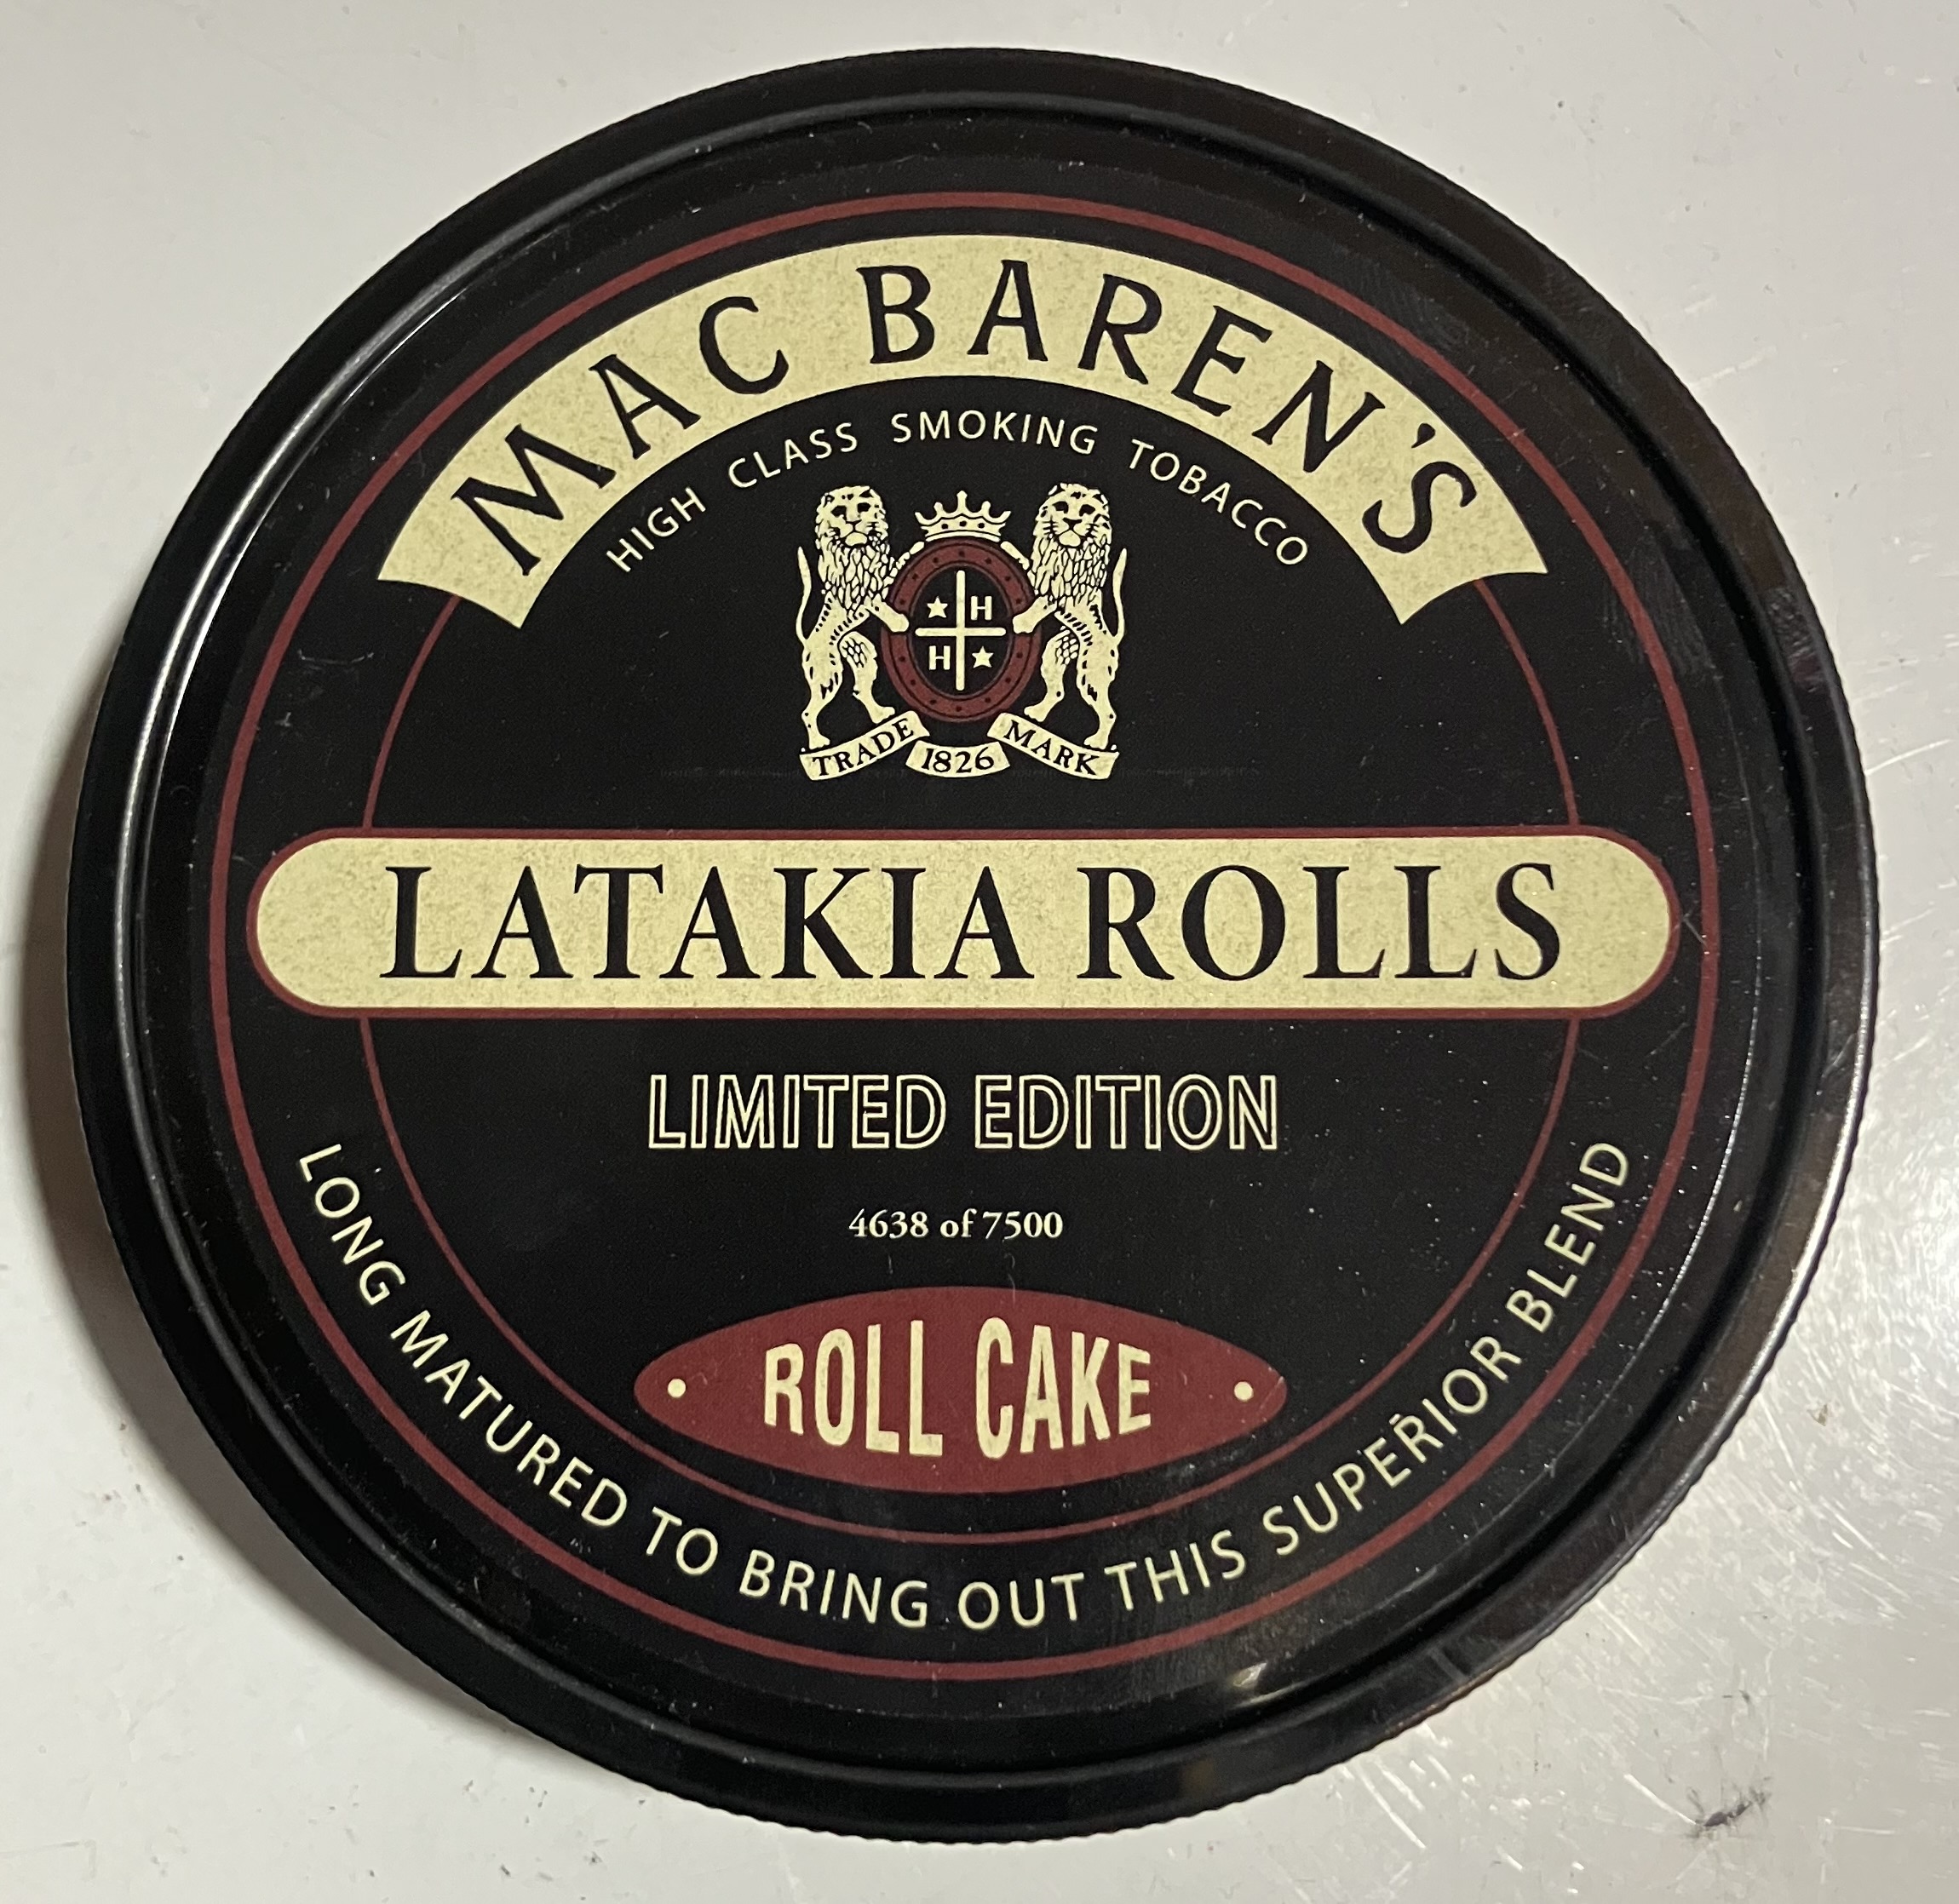 MAC BAREN'S
HIGH CLASS SMOKING TOBACCO
H
H
TRADE 1826 MARK
LATAKIA ROLLS
LIMITED EDITION
4638 of 7500
ROLL CAKE
LONG MATURED TO BRING OUT THIS SUPERIOR BLEND